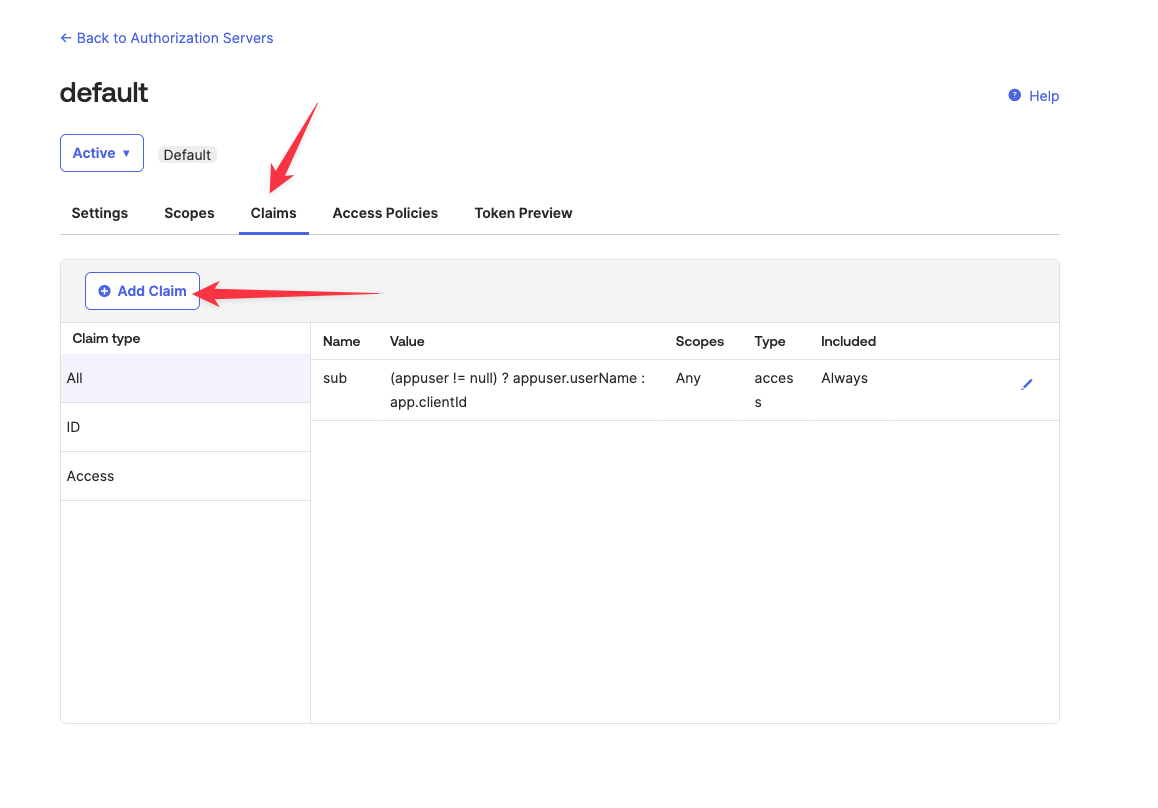 ← Back to Authorization Servers
default
Help
Active ▼ Default
Settings Scopes Claims Access Policies Token Preview
Add Claim
Claim type
All
ID
Access
Name Value Scopes Type Included
sub (appuser != null) ? appuser.userName : Any acces Always
app.clientId s